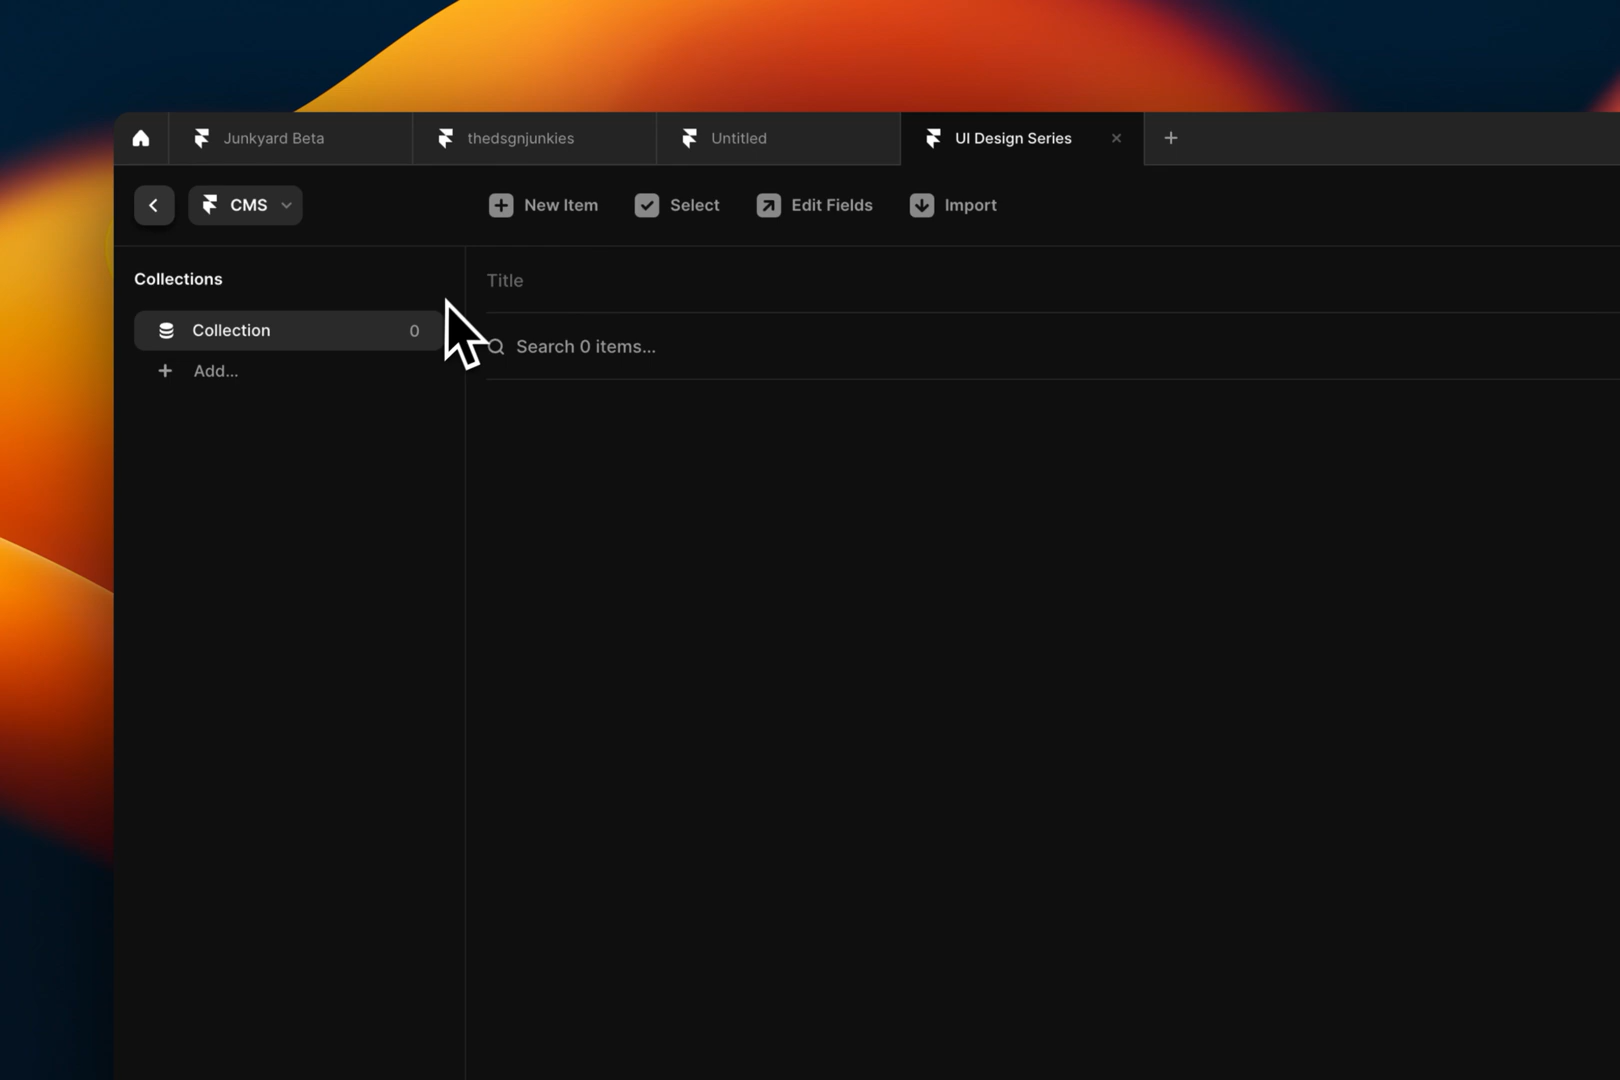 Junkyard Beta
thedsgnjunkies
Untitled
UI Design Series
CMS
New Item
Select
Edit Fields
Import
Collections
Title
Collection 0
Search 0 items...
Add...